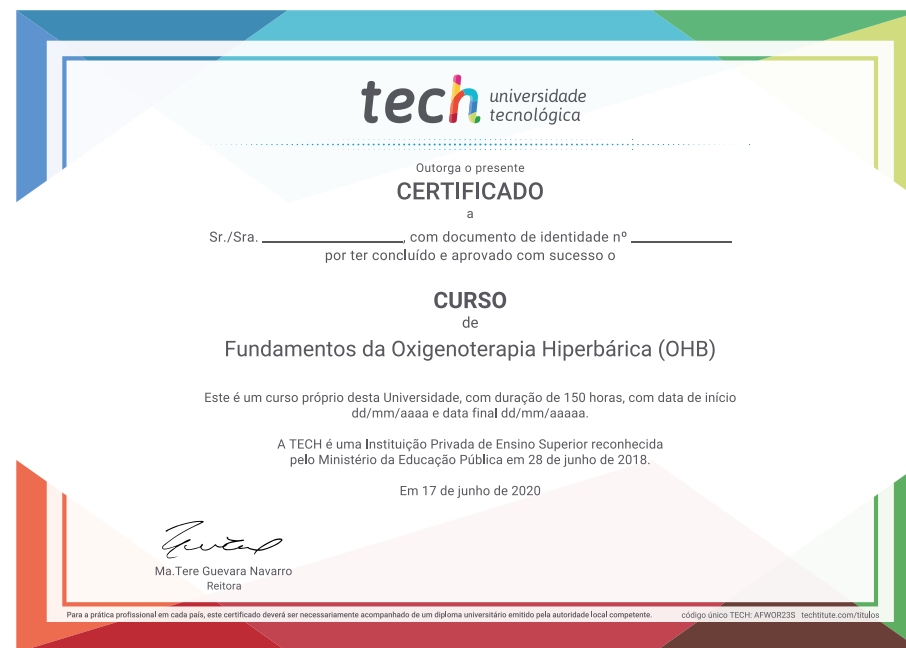 tech universidade
tecnológica
Outorga o presente
CERTIFICADO
a
Sr./Sra. ____________, com documento de identidade nº ____________
por ter concluído e aprovado com sucesso o
CURSO
de
Fundamentos da Oxigenoterapia Hiperbárica (OHB)
Este é um curso próprio desta Universidade, com duração de 150 horas, com data de início
dd/mm/aaaa e data final dd/mm/aaaaa.
A TECH é uma Instituição Privada de Ensino Superior reconhecida
pelo Ministério da Educação Pública em 28 de junho de 2018.
Em 17 de junho de 2020
Ma.Tere Guevara Navarro
Reitora
Para a prática profissional em cada país, este certificado deverá ser necessariamente acompanhado de um diploma universitário emitido pela autoridade local competente. código único TECH: AFWOR23S techtitute.com/titulos